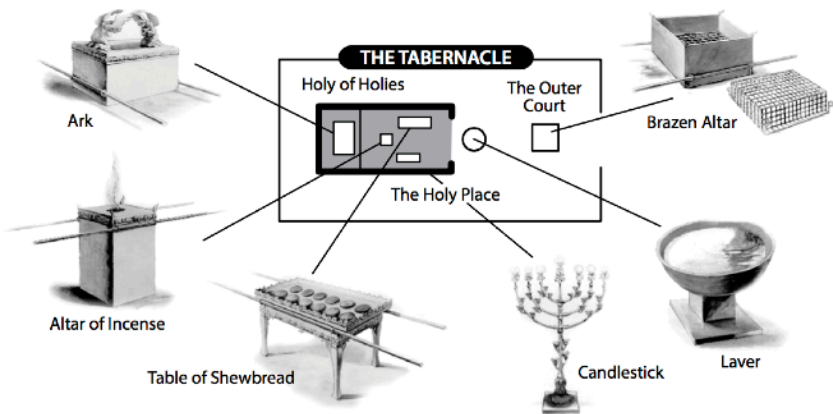 THE TABERNACLE
Holy of Holies
The Outer
Court
Ark
Brazen Altar
The Holy Place
Altar of Incense
Table of Shewbread
Candlestick
Laver